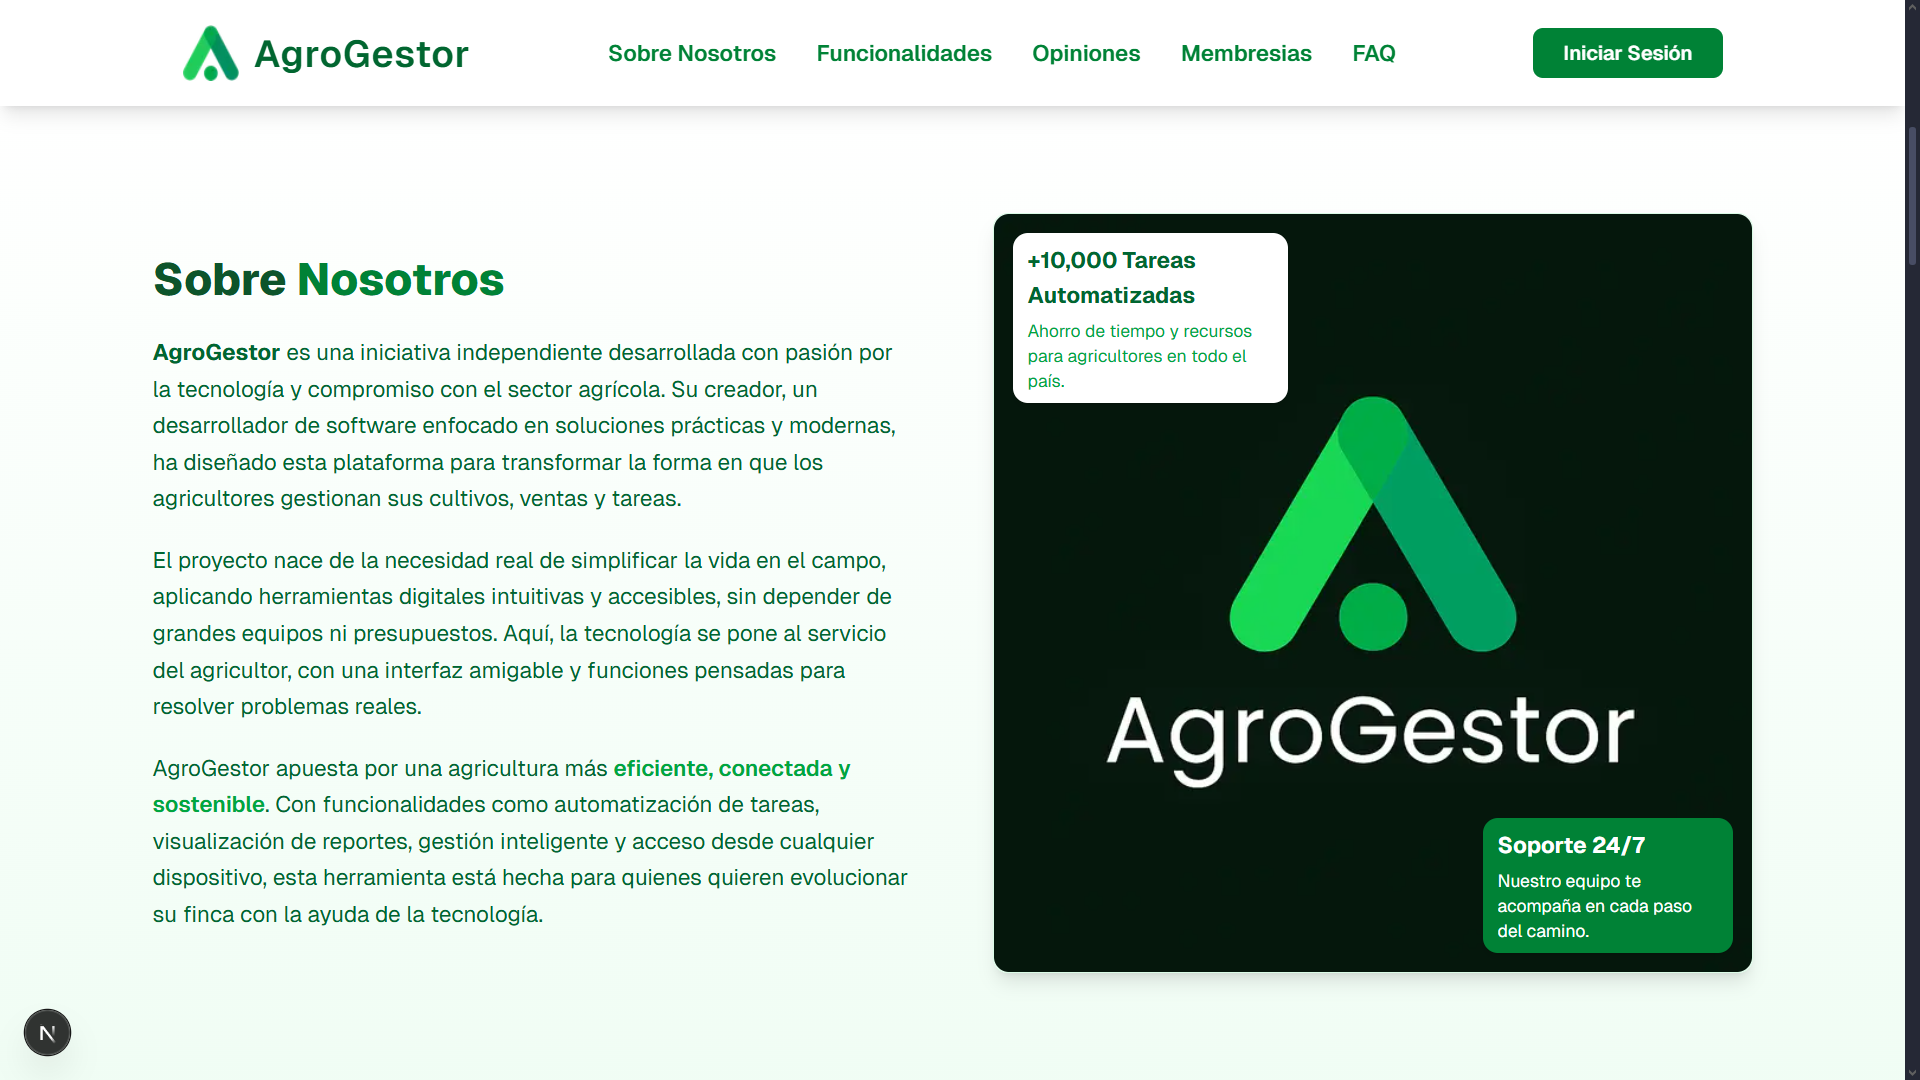 AgroGestor
Sobre Nosotros
Funcionalidades
Opiniones
Membresias
FAQ
Iniciar Sesión
Sobre Nosotros
AgroGestor es una iniciativa independiente desarrollada con pasión por
la tecnología y compromiso con el sector agrícola. Su creador, un
desarrollador de software enfocado en soluciones prácticas y modernas,
ha diseñado esta plataforma para transformar la forma en que los
agricultores gestionan sus cultivos, ventas y tareas.
El proyecto nace de la necesidad real de simplificar la vida en el campo,
aplicando herramientas digitales intuitivas y accesibles, sin depender de
grandes equipos ni presupuestos. Aquí, la tecnología se pone al servicio
del agricultor, con una interfaz amigable y funciones pensadas para
resolver problemas reales.
AgroGestor apuesta por una agricultura más eficiente, conectada y
sostenible. Con funcionalidades como automatización de tareas,
visualización de reportes, gestión inteligente y acceso desde cualquier
dispositivo, esta herramienta está hecha para quienes quieren evolucionar
su finca con la ayuda de la tecnología.
+10,000 Tareas
Automatizadas
Ahorro de tiempo y recursos
para agricultores en todo el
país.
AgroGestor
Soporte 24/7
Nuestro equipo te
acompaña en cada paso
del camino.
N